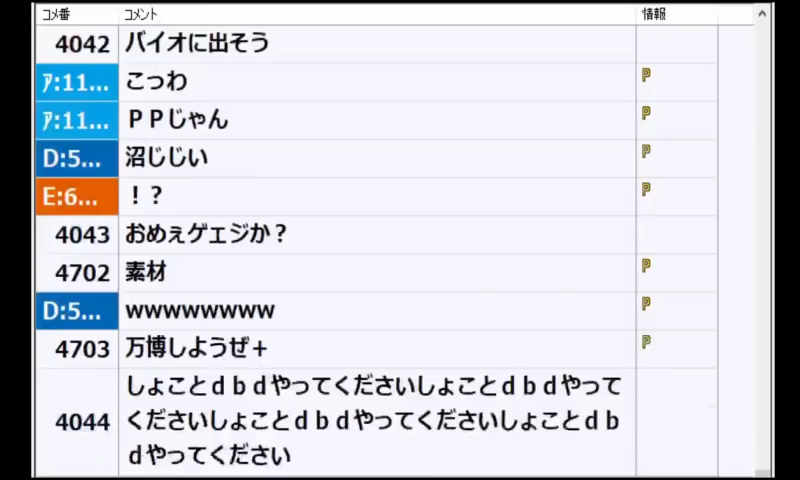 コメ番 コメント 情報
4042 バイオに出そう
ｱ:11... こっわ P
ｱ:11... ＰＰじゃん P
D:5... 沼じじい P
E:6... ！？ P
4043 おめぇゲェジか？
4702 素材 P
D:5... wwwwwwwww P
4703 万博しようぜ＋ P
しょことｄｂｄやってくださいしょことｄｂｄやって
4044 くださいしょことｄｂｄやってくださいしょことｄｂ
ｄやってください